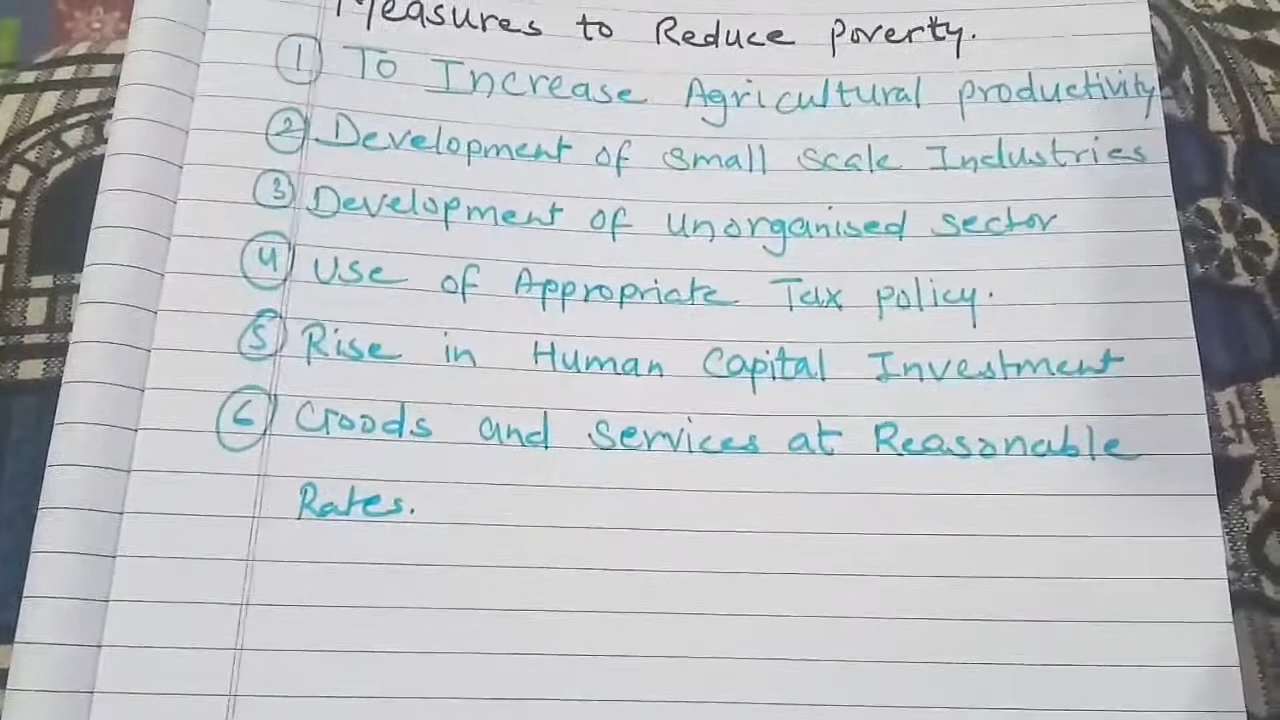 Measures to Reduce Poverty.
① To Increase Agricultural productivity
② Development of small scale Industries
③ Development of unorganised sector
④ Use of Appropriate Tax policy.
⑤ Rise in Human Capital Investment
⑥ Goods and services at Reasonable
Rates.